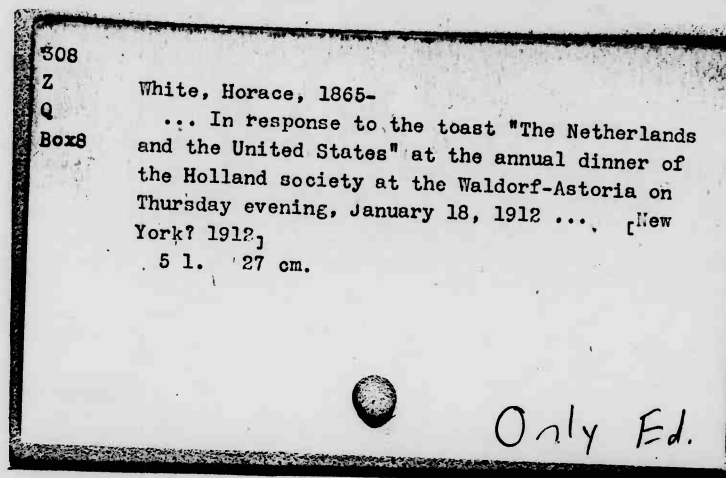 308
Z
Q
Box8
White, Horace, 1865-
... In response to the toast "The Netherlands
and the United States" at the annual dinner of
the Holland society at the Waldorf-Astoria on
Thursday evening, January 18, 1912 ... [New
York? 1912]
5 l. 27 cm.
Only Ed.